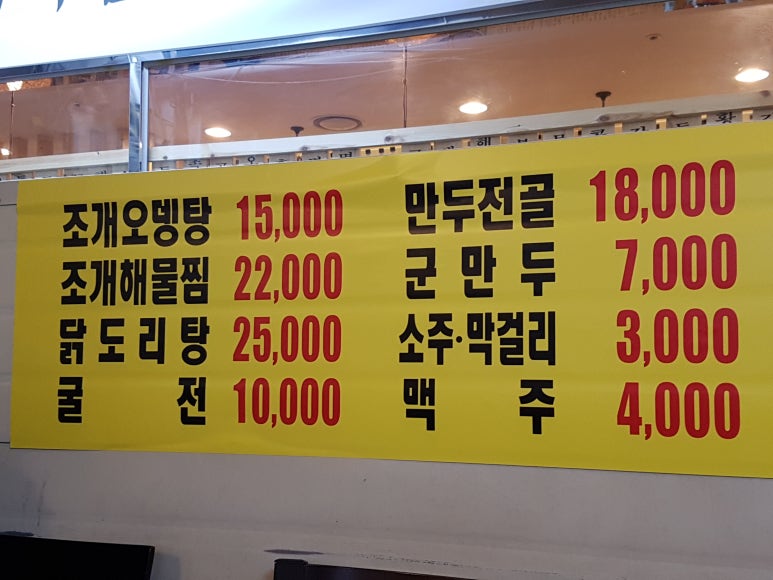 조개오뎅탕 15,000
조개해물찜 22,000
닭도리탕 25,000
굴전 10,000
만두전골 18,000
군만두 7,000
소주·막걸리 3,000
맥주 4,000